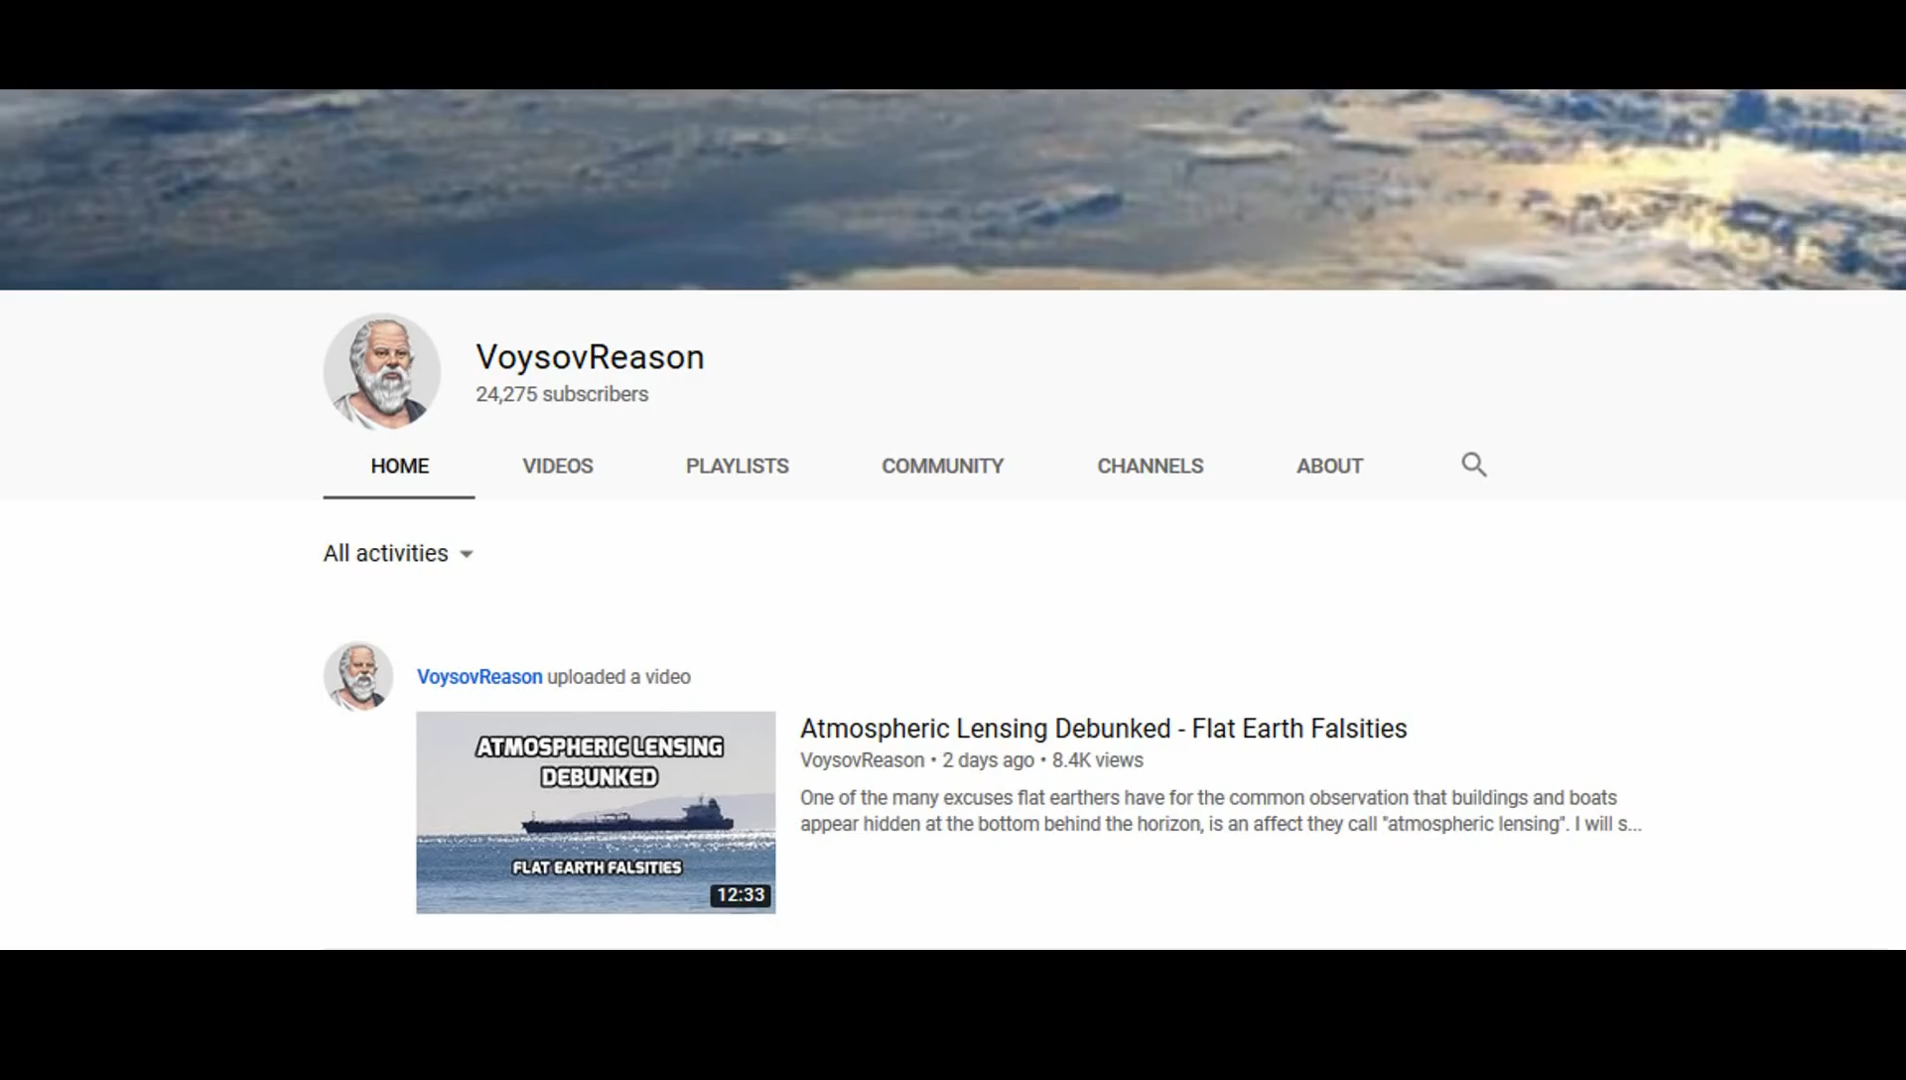 VoysovReason
24,275 subscribers
HOME VIDEOS PLAYLISTS COMMUNITY CHANNELS ABOUT
All activities
VoysovReason uploaded a video
ATMOSPHERIC LENSING
DEBUNKED
FLAT EARTH FALSITIES
12:33
Atmospheric Lensing Debunked - Flat Earth Falsities
VoysovReason • 2 days ago • 8.4K views
One of the many excuses flat earthers have for the common observation that buildings and boats
appear hidden at the bottom behind the horizon, is an affect they call "atmospheric lensing". I will s...